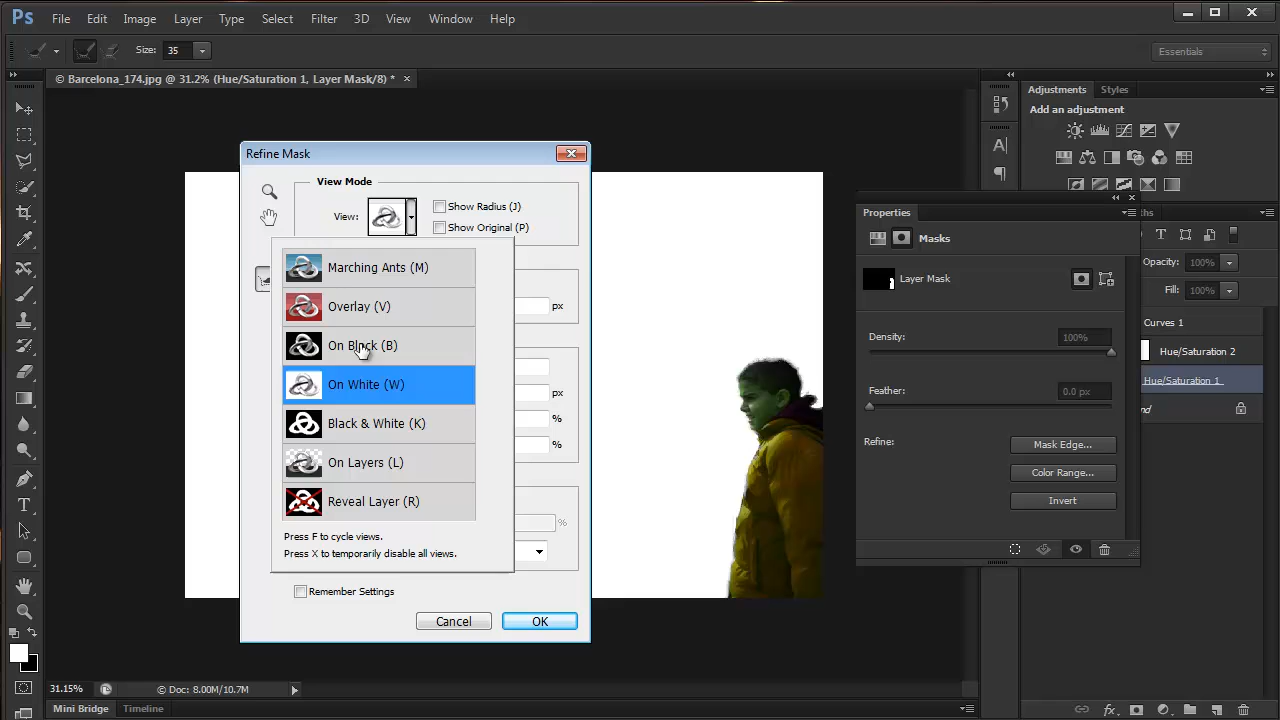 Ps File Edit Image Layer Type Select Filter 3D View Window Help
Size: 35 Essentials
© Barcelona_174.jpg @ 31.2% (Hue/Saturation 1, Layer Mask/8) * ×
Adjustments Styles
Add an adjustment
Refine Mask
View Mode
View: Show Radius (J)
Show Original (P)
Marching Ants (M)
Overlay (V)
On Black (B)
On White (W)
Black & White (K)
On Layers (L)
Reveal Layer (R)
Press F to cycle views.
Press X to temporarily disable all views.
px
px
%
%
%
Remember Settings
Cancel OK
Properties
Masks
Layer Mask
Density: 100%
Feather: 0.0 px
Refine: Mask Edge...
Color Range...
Invert
ths
Opacity: 100%
Fill: 100%
Curves 1
Hue/Saturation 2
Hue/Saturation 1
nd
31.15% © Doc: 8.00M/10.7M
Mini Bridge Timeline